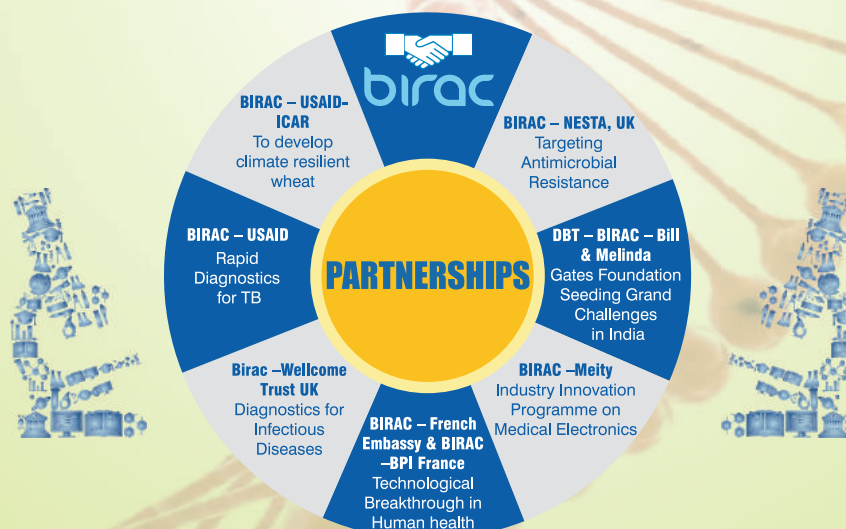 birac
BIRAC – NESTA, UK
Targeting
Antimicrobial
Resistance
DBT – BIRAC – Bill
& Melinda
Gates Foundation
Seeding Grand
Challenges
in India
BIRAC –Meity
Industry Innovation
Programme on
Medical Electronics
BIRAC – French
Embassy & BIRAC
–BPI France
Technological
Breakthrough in
Human health
Birac –Wellcome
Trust UK
Diagnostics for
Infectious
Diseases
BIRAC – USAID
Rapid
Diagnostics
for TB
BIRAC – USAID-
ICAR
To develop
climate resilient
wheat
PARTNERSHIPS